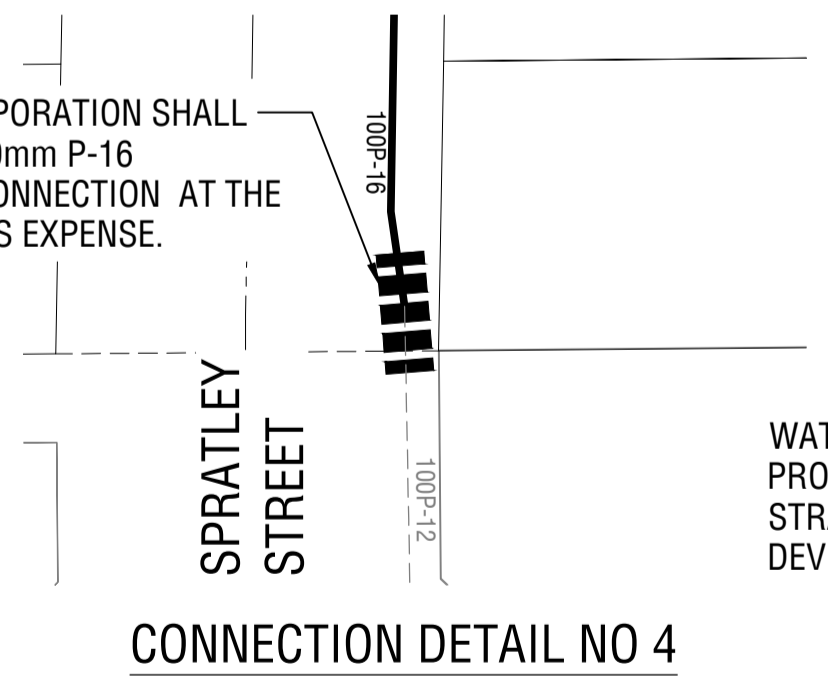 PORATION SHALL
mm P-16
ONNECTION AT THE
S EXPENSE.
100P-16
SPRATLEY
STREET
100P-12
WAT
PRO
STR
DEV
CONNECTION DETAIL NO 4